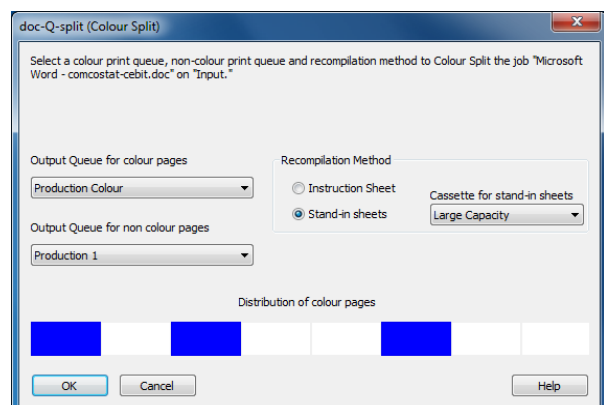 doc-Q-split (Colour Split)
Select a colour print queue, non-colour print queue and recompilation method to Colour Split the job "Microsoft
Word - comcostat-cebit.doc" on "Input."
Output Queue for colour pages
Production Colour
Output Queue for non colour pages
Production 1
Recompilation Method
Instruction Sheet
Stand-in sheets
Cassette for stand-in sheets
Large Capacity
Distribution of colour pages
OK
Cancel
Help